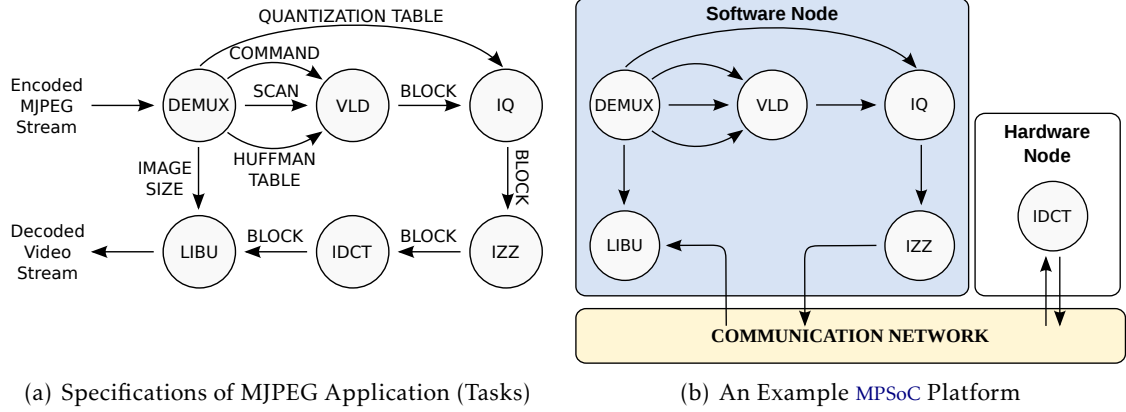 QUANTIZATION TABLE
COMMAND
Encoded
MJPEG
Stream
DEMUX
SCAN
VLD
BLOCK
IQ
HUFFMAN
TABLE
IMAGE
SIZE
BLOCK
Decoded
Video
Stream
LIBU
BLOCK
IDCT
BLOCK
IZZ
(a) Specifications of MJPEG Application (Tasks)
Software Node
DEMUX
VLD
IQ
LIBU
IZZ
Hardware
Node
IDCT
COMMUNICATION NETWORK
(b) An Example MPSoC Platform